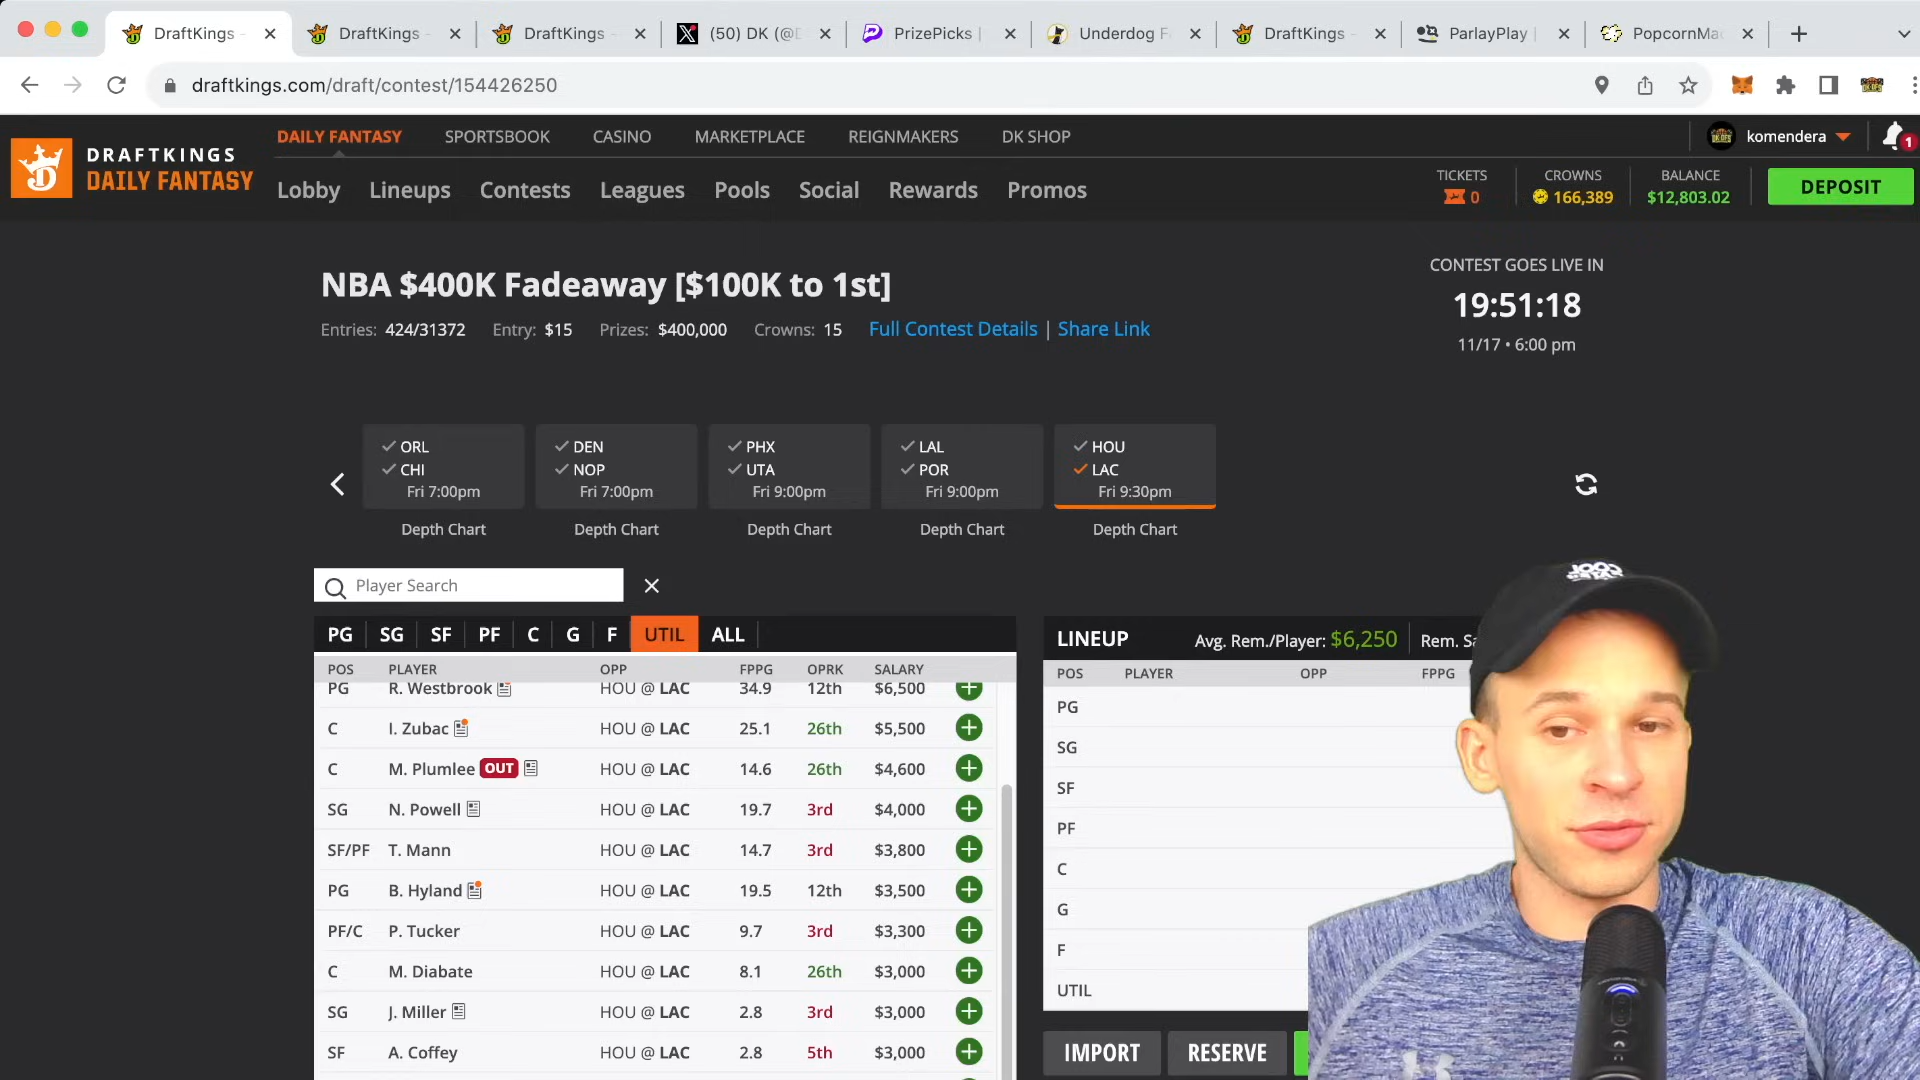 DraftKings -
DraftKings -
DraftKings -
(50) DK (@D
PrizePicks |
Underdog F
DraftKings -
ParlayPlay |
PopcornMa
draftkings.com/draft/contest/154426250
DRAFTKINGS
DAILY FANTASY
DAILY FANTASY
SPORTSBOOK
CASINO
MARKETPLACE
REIGNMAKERS
DK SHOP
komendera
1
Lobby
Lineups
Contests
Leagues
Pools
Social
Rewards
Promos
TICKETS
0
CROWNS
166,389
BALANCE
$12,803.02
DEPOSIT
NBA $400K Fadeaway [$100K to 1st]
Entries: 424/31372 Entry: $15 Prizes: $400,000 Crowns: 15 Full Contest Details | Share Link
CONTEST GOES LIVE IN
19:51:18
11/17 • 6:00 pm
ORL
CHI
Fri 7:00pm
Depth Chart
DEN
NOP
Fri 7:00pm
Depth Chart
PHX
UTA
Fri 9:00pm
Depth Chart
LAL
POR
Fri 9:00pm
Depth Chart
HOU
LAC
Fri 9:30pm
Depth Chart
Player Search
PG SG SF PF C G F UTIL ALL
POS PLAYER OPP FPPG OPRK SALARY
PG R. Westbrook HOU @ LAC 34.9 12th $6,500
C I. Zubac HOU @ LAC 25.1 26th $5,500
C M. Plumlee OUT HOU @ LAC 14.6 26th $4,600
SG N. Powell HOU @ LAC 19.7 3rd $4,000
SF/PF T. Mann HOU @ LAC 14.7 3rd $3,800
PG B. Hyland HOU @ LAC 19.5 12th $3,500
PF/C P. Tucker HOU @ LAC 9.7 3rd $3,300
C M. Diabate HOU @ LAC 8.1 26th $3,000
SG J. Miller HOU @ LAC 2.8 3rd $3,000
SF A. Coffey HOU @ LAC 2.8 5th $3,000
LINEUP Avg. Rem./Player: $6,250 Rem. Sa
POS PLAYER OPP FPPG
PG
SG
SF
PF
C
G
F
UTIL
IMPORT
RESERVE
COOL